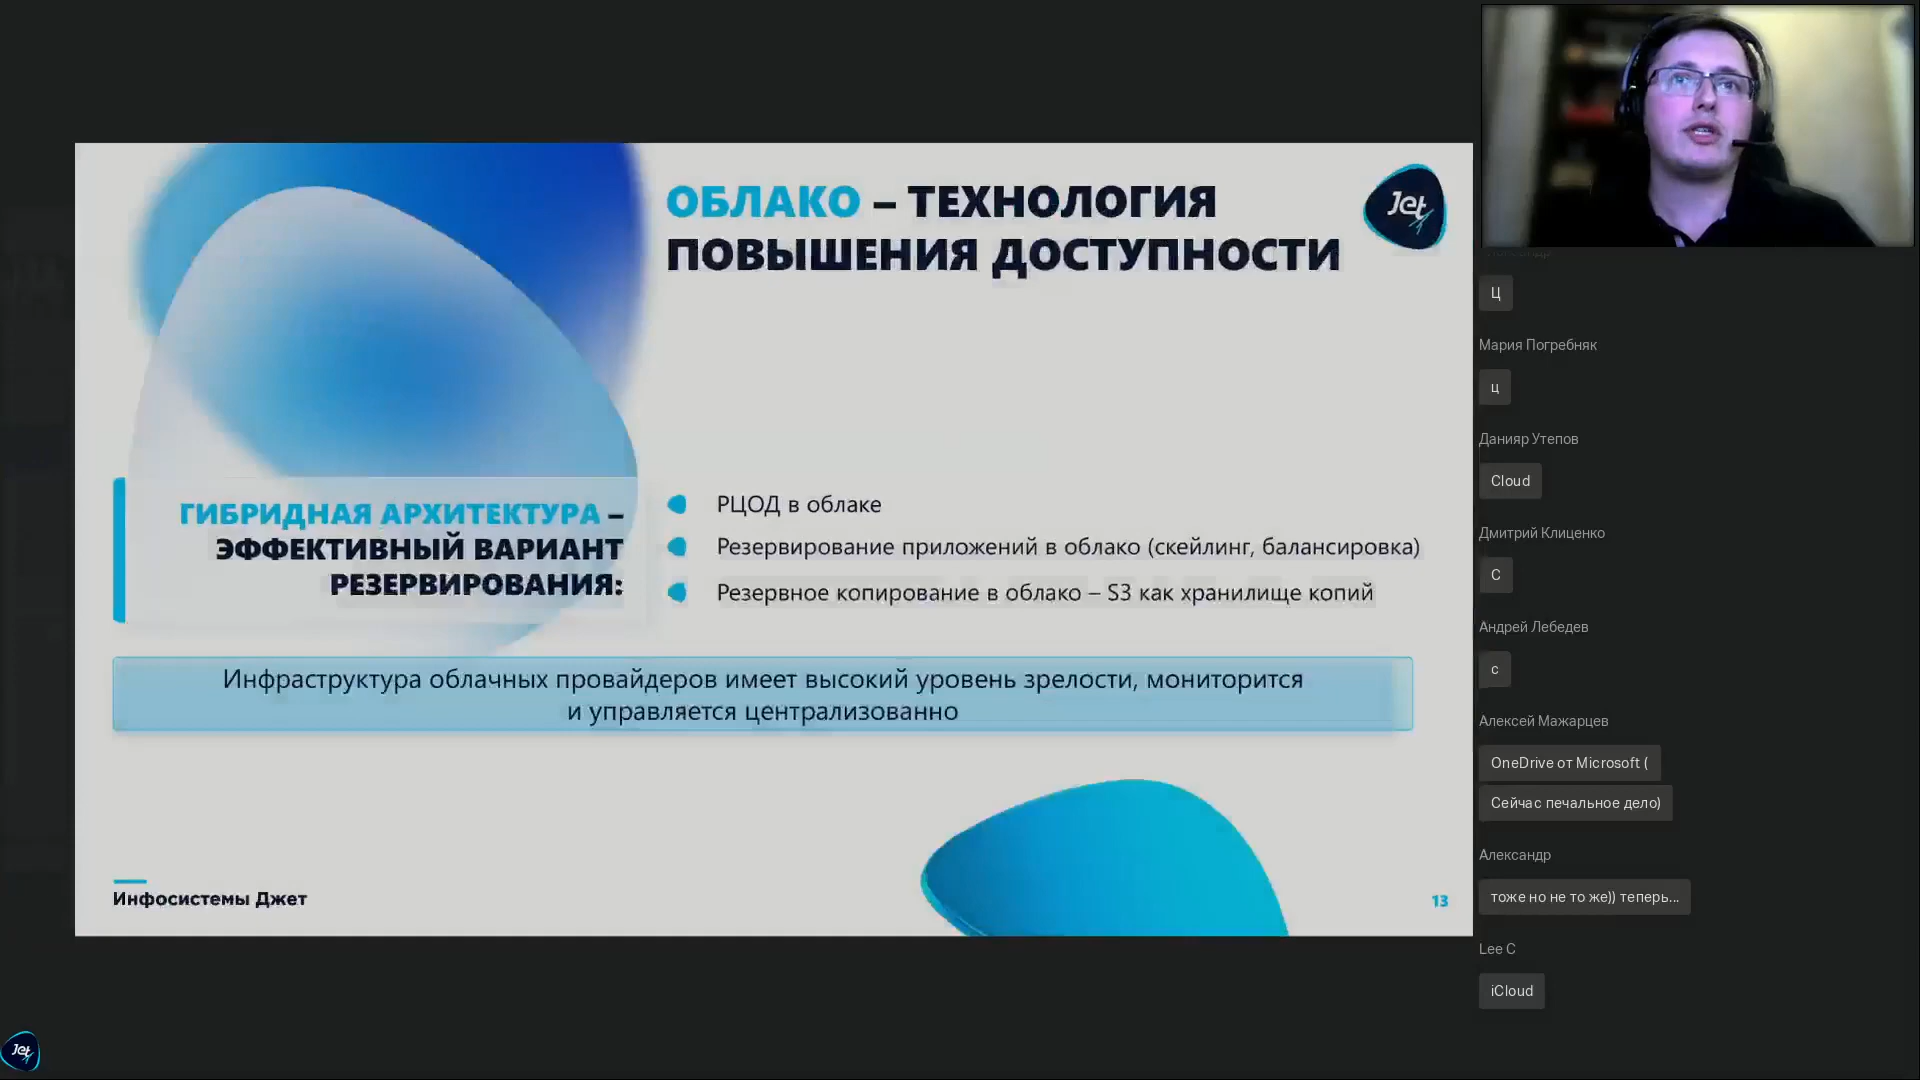 ОБЛАКО – ТЕХНОЛОГИЯ
ПОВЫШЕНИЯ ДОСТУПНОСТИ
Jet
ГИБРИДНАЯ АРХИТЕКТУРА –
ЭФФЕКТИВНЫЙ ВАРИАНТ
РЕЗЕРВИРОВАНИЯ:
РЦОД в облаке
Резервирование приложений в облако (скейлинг, балансировка)
Резервное копирование в облако – S3 как хранилище копий
Инфраструктура облачных провайдеров имеет высокий уровень зрелости, мониторится
и управляется централизованно
Инфосистемы Джет
13
Ц
Мария Погребняк
ц
Данияр Утепов
Cloud
Дмитрий Клиценко
С
Андрей Лебедев
с
Алексей Мажарцев
OneDrive от Microsoft (
Сейчас печальное дело)
Александр
тоже но не то же)) теперь...
Lee C
iCloud
Jet